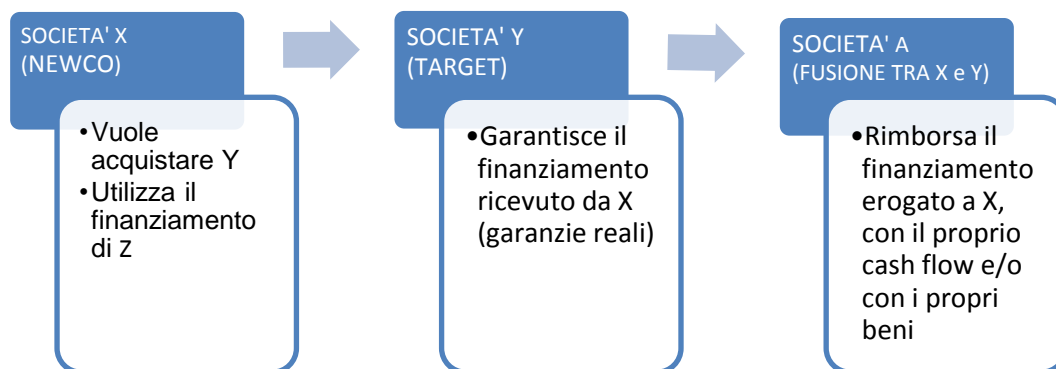 SOCIETA' X
(NEWCO)
•Vuole
acquistare Y
•Utilizza il
finanziamento
di Z
SOCIETA' Y
(TARGET)
•Garantisce il
finanziamento
ricevuto da X
(garanzie reali)
SOCIETA' A
(FUSIONE TRA X e Y)
•Rimborsa il
finanziamento
erogato a X,
con il proprio
cash flow e/o
con i propri
beni